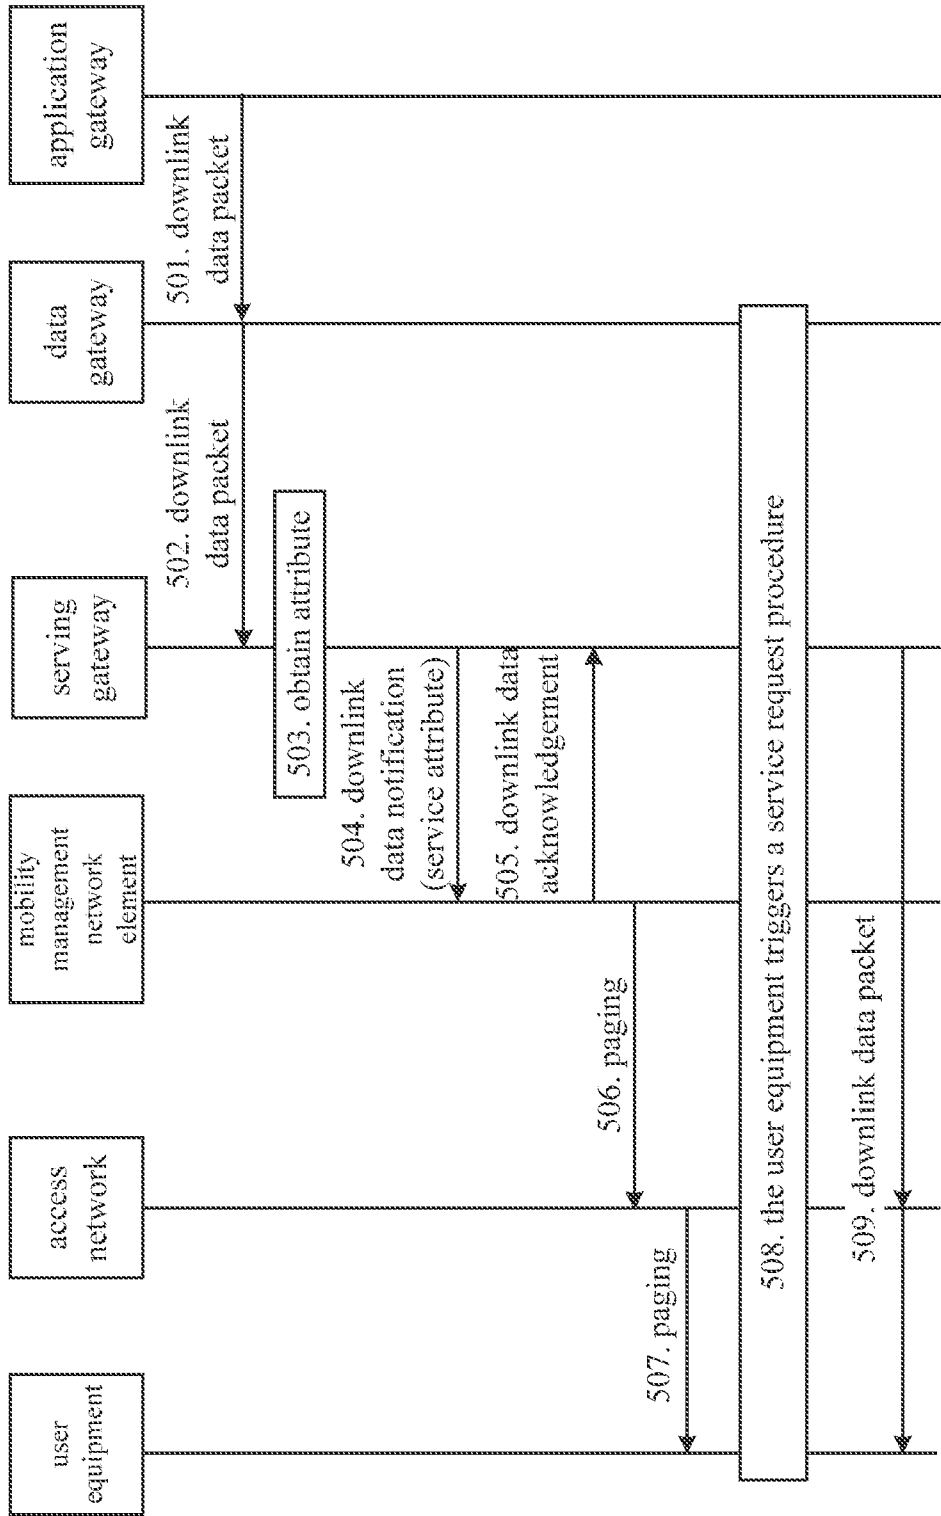 user
equipment
access
network
mobility
management
network
element
serving
gateway
data
gateway
application
gateway
501. downlink
data packet
502. downlink
data packet
503. obtain attribute
504. downlink
data notification
(service attribute)
505. downlink data
acknowledgement
506. paging
507. paging
508. the user equipment triggers a service request procedure
509. downlink data packet